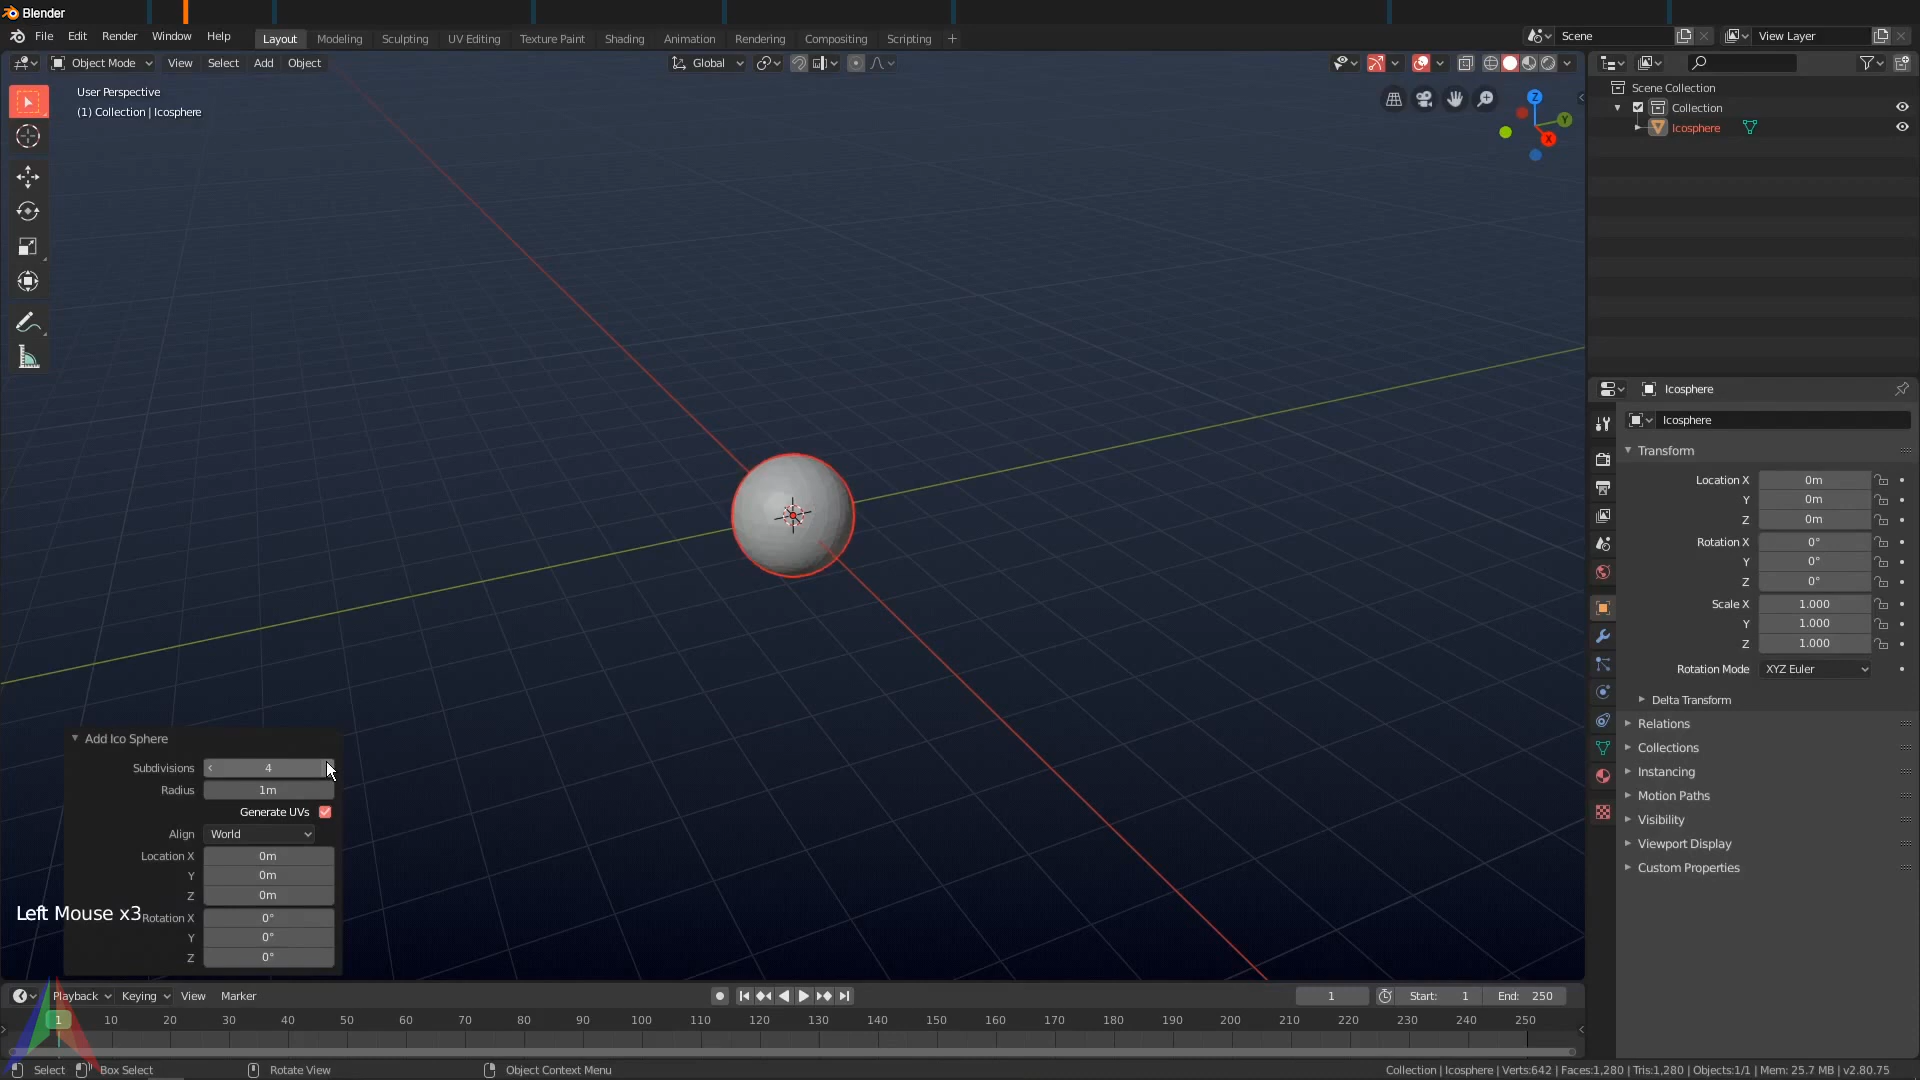 Blender
File Edit Render Window Help
Layout Modeling Sculpting UV Editing Texture Paint Shading Animation Rendering Compositing Scripting +
Scene
View Layer
Object Mode View Select Add Object
Global
User Perspective
(1) Collection | Icosphere
Z
Y
X
Scene Collection
Collection
Icosphere
Icosphere
Icosphere
Transform
Location X 0m
Y 0m
Z 0m
Rotation X 0°
Y 0°
Z 0°
Scale X 1.000
Y 1.000
Z 1.000
Rotation Mode XYZ Euler
Delta Transform
Relations
Collections
Instancing
Motion Paths
Visibility
Viewport Display
Custom Properties
Add Ico Sphere
Subdivisions 4
Radius 1m
Generate UVs
Align World
Location X 0m
Y 0m
Z 0m
Rotation X 0°
Y 0°
Z 0°
Left Mouse x3
Playback Keying View Marker
1
Start: 1
End: 250
1 10 20 30 40 50 60 70 80 90 100 110 120 130 140 150 160 170 180 190 200 210 220 230 240 250
Select Box Select Rotate View Object Context Menu
Collection | Icosphere | Verts:642 | Faces:1,280 | Tris:1,280 | Objects:1/1 | Mem: 25.7 MB | v2.80.75